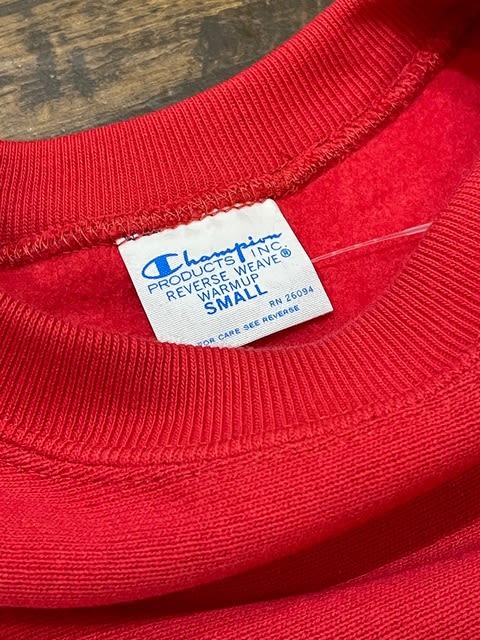 Champion
PRODUCTS INC.
REVERSE WEAVE®
WARMUP
SMALL
RN 26094
FOR CARE SEE REVERSE